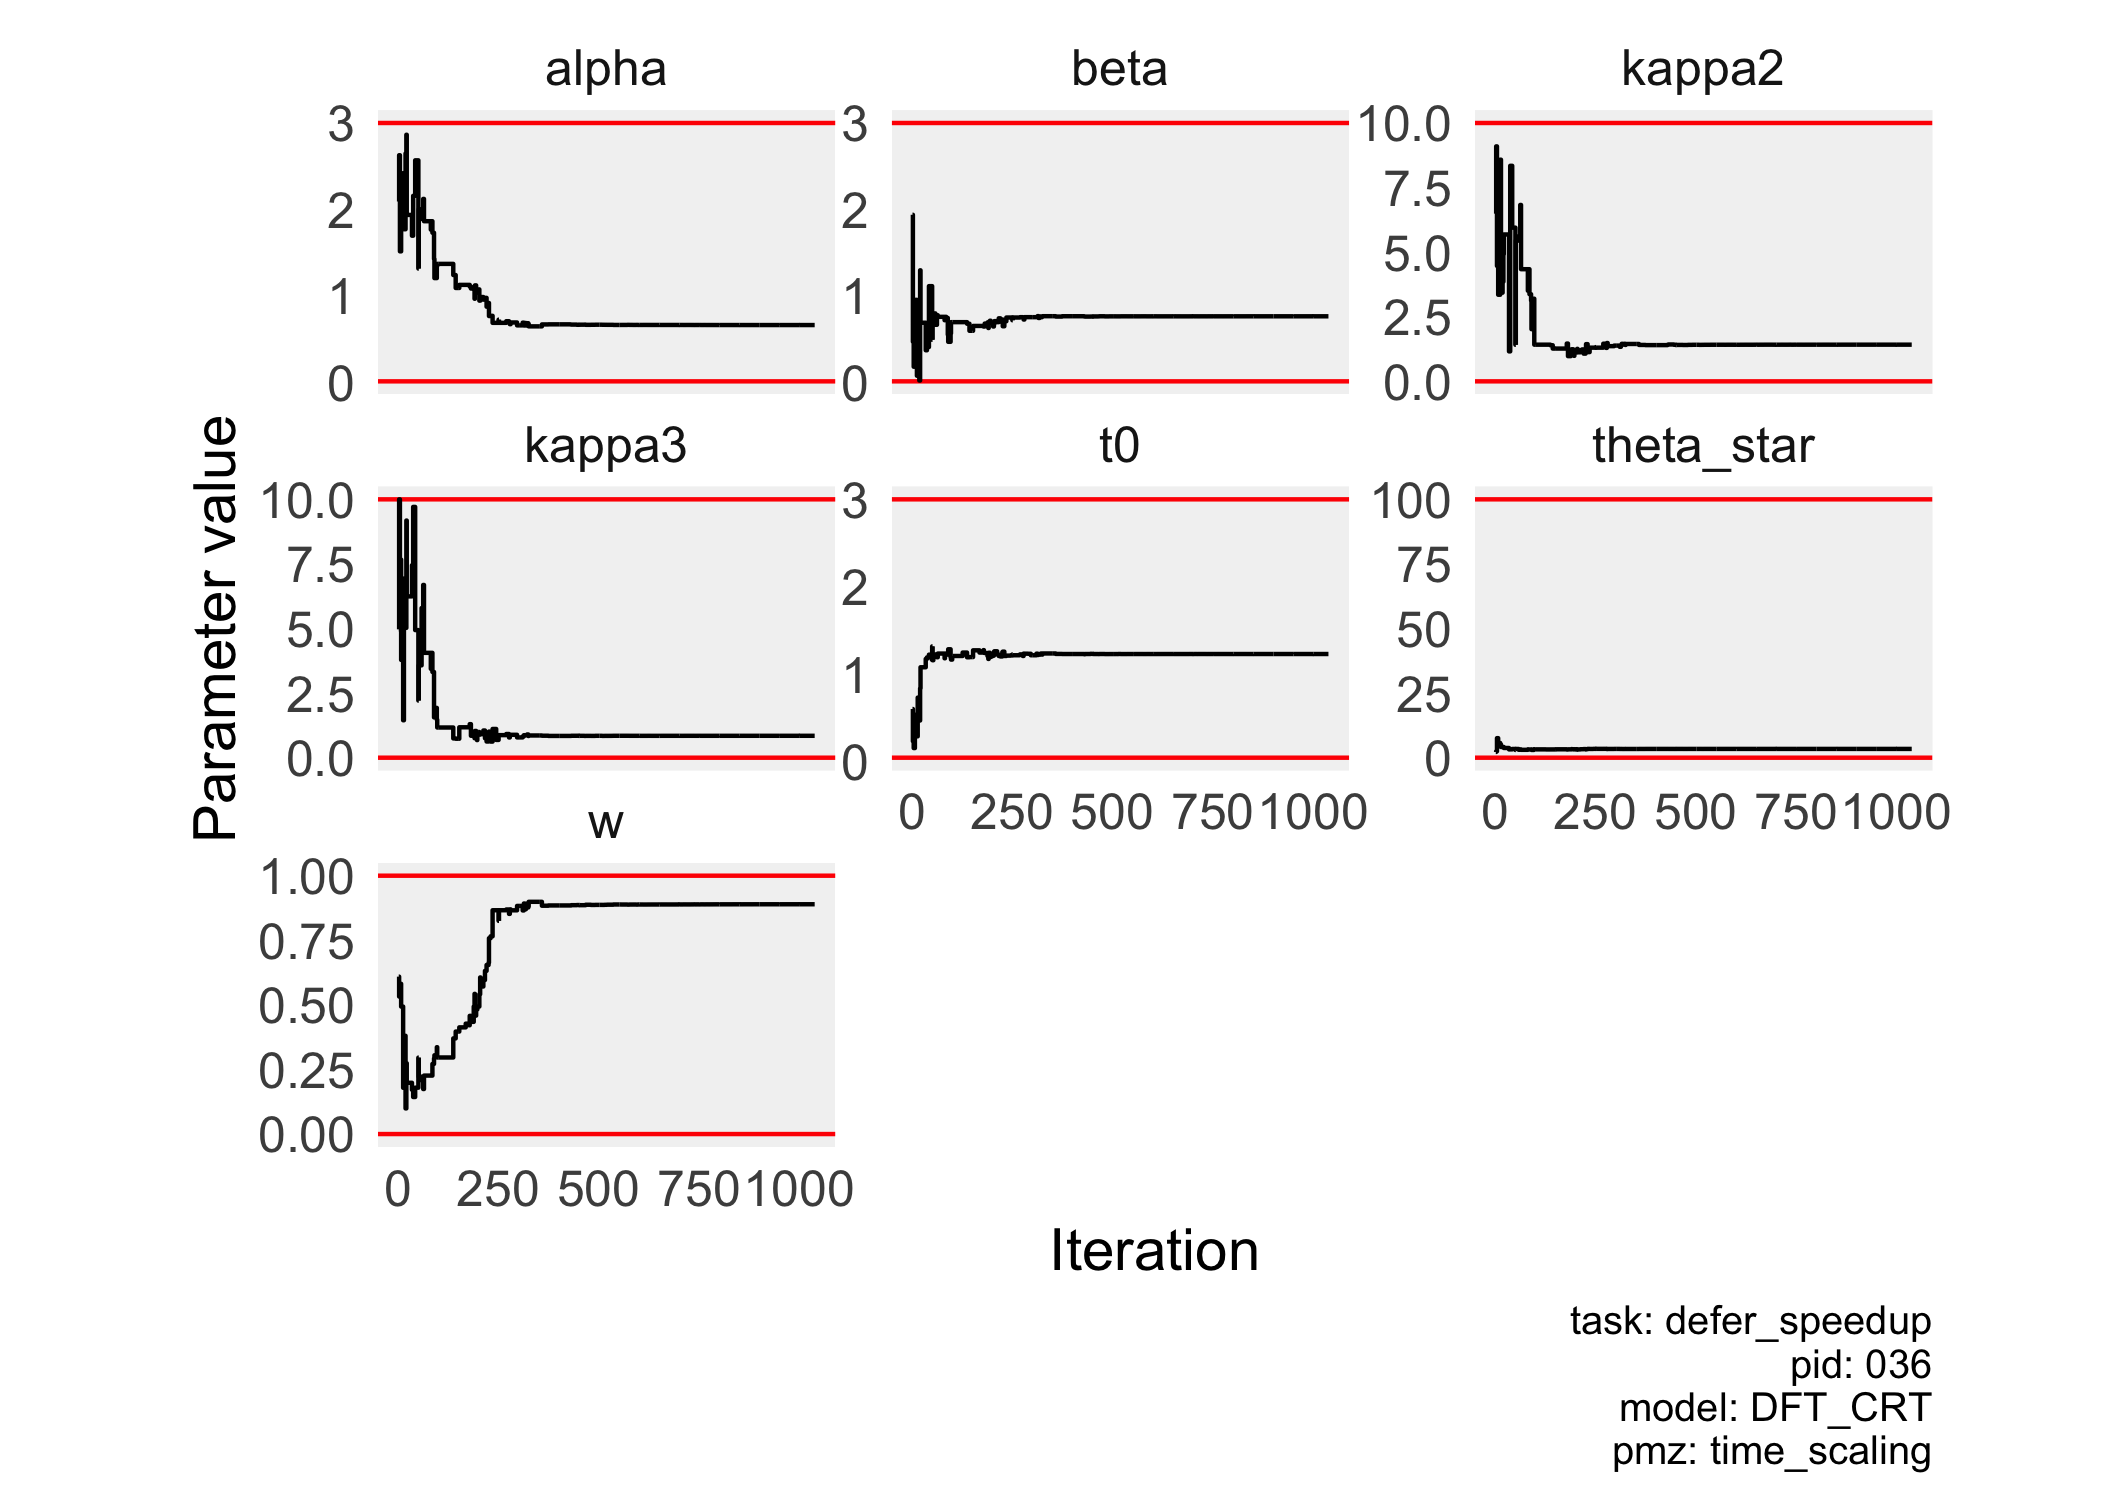 alpha
beta
kappa2
3
2
1
0
3
2
1
0
10.0
7.5
5.0
2.5
0.0
kappa3
t0
theta_star
10.0
7.5
5.0
2.5
0.0
3
2
1
0
100
75
50
25
0
0 250 500 750 1000
0 250 500 750 1000
w
1.00
0.75
0.50
0.25
0.00
0 250 500 750 1000
Parameter value
Iteration
task: defer_speedup
pid: 036
model: DFT_CRT
pmz: time_scaling